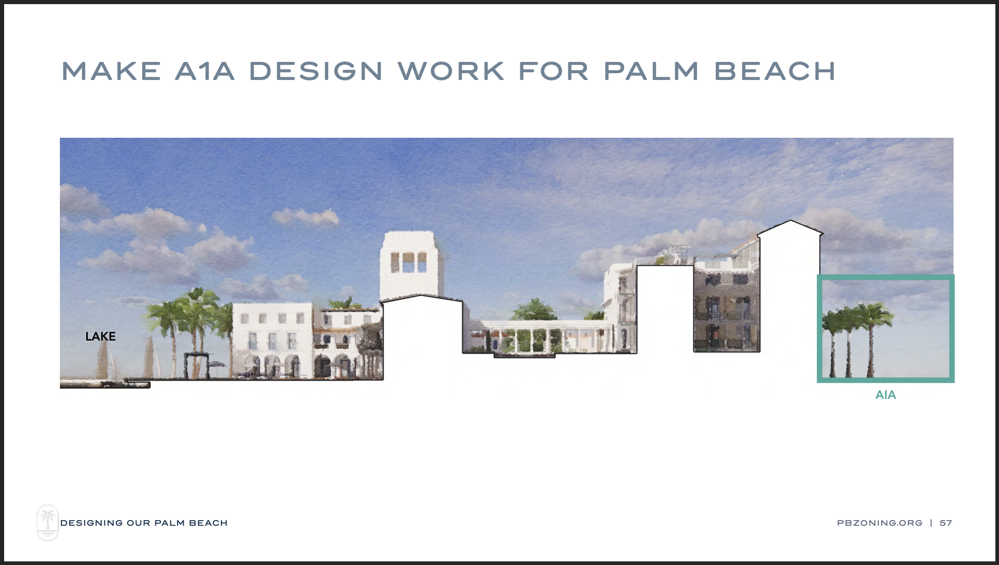 MAKE A1A DESIGN WORK FOR PALM BEACH
LAKE
AIA
DESIGNING OUR PALM BEACH
PBZONING.ORG | 57